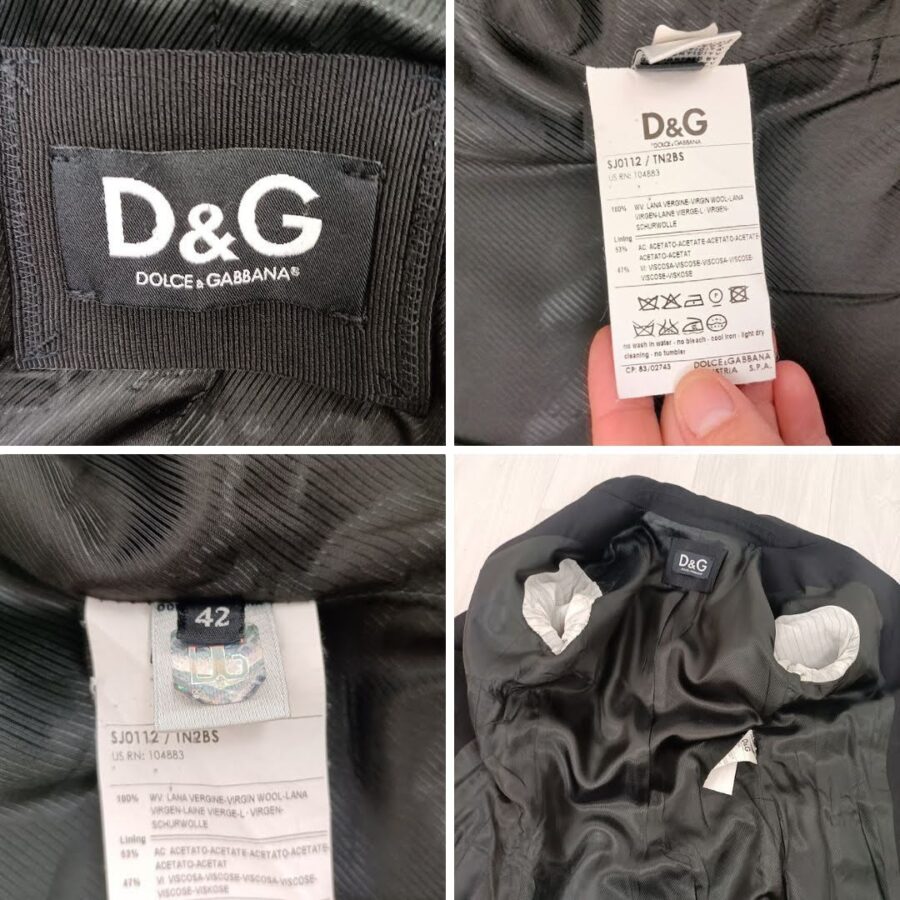 D&G
DOLCE & GABBANA®
D&G
DOLCE & GABBANA
SJ0112 / TN2BS
US RN: 104883
100% WV. LANA VERGINE-VIRGIN WOOL-LANA
VIRGEN-LAINE VIERGE-L - VIRGEN-
SCHURWOLLE
Lining
53% AC: ACETATO-ACETATE-ACETATO-ACETATE
ACETATO-ACETAT
47% VI: VISCOSA-VISCOSE-VISCOSA-VISCOSE-
VISCOSE-VISKOSE
P
no wash in water - no bleach - cool iron - light dry
cleaning - no tumbler
CP: 83/02743
DOLCE & GABBANA
STRIA S.P.A.
42
SJ0112 / TN2BS
US RN: 104883
100% WV. LANA VERGINE-VIRGIN WOOL-LANA
VIRGEN-LAINE VIERGE-L - VIRGEN-
SCHURWOLLE
Lining
53% AC: ACETATO-ACETATE-ACETATO-ACETATE
ACETATO-ACETAT
47% VI: VISCOSA-VISCOSE-VISCOSA-VISCOSE-
VISCOSE-VISKOSE
D&G